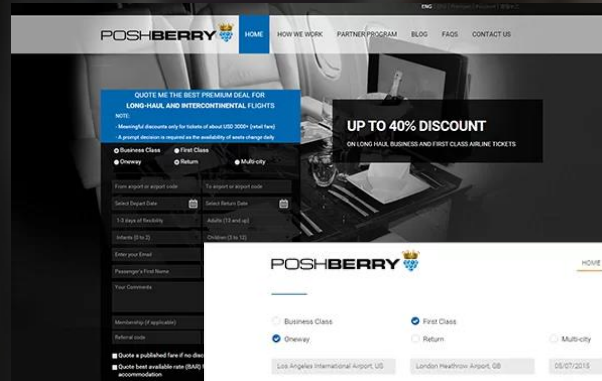 ENG
POSHBERRY
HOME
HOW WE WORK
PARTNER PROGRAM
BLOG
FAQS
CONTACT US
QUOTE ME THE BEST PREMIUM DEAL FOR
LONG-HAUL AND INTERCONTINENTAL FLIGHTS
NOTE:
- Meaningful discounts only for tickets of about USD 3000+ (retail fare)
- A prompt decision is required as the availability of seats change daily
Business Class
First Class
Oneway
Return
Multi-city
From airport or airport code
To airport or airport code
Select Depart Date
Select Return Date
1-3 days of flexibility
Adults (13 and up)
Infants (0 to 2)
Children (3 to 12)
Enter your Email
Passenger's First Name
Your Comments
Membership (if applicable)
Referral code
Quote a published fare if no disc
Quote best available rate (BAR) f
accommodation
UP TO 40% DISCOUNT
ON LONG HAUL BUSINESS AND FIRST CLASS AIRLINE TICKETS
POSHBERRY
HOME
Business Class
First Class
Oneway
Return
Multi-city
Los Angeles International Airport, US
London Heathrow Airport, GB
05/07/2015